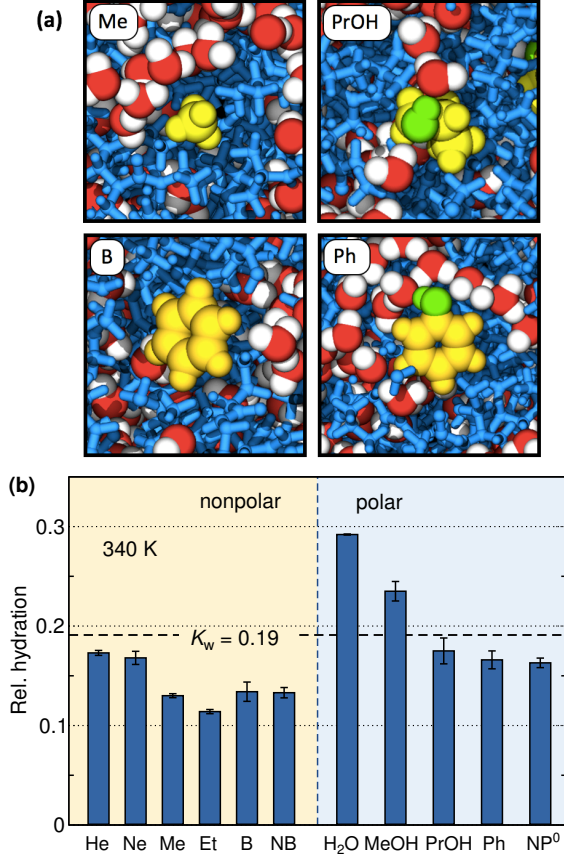 (a)
Me
PrOH
B
Ph
(b)
nonpolar
polar
340 K
0.3
0.2
0.1
0
Rel. hydration
Kw = 0.19
He Ne Me Et B NB H2O MeOH PrOH Ph NP0